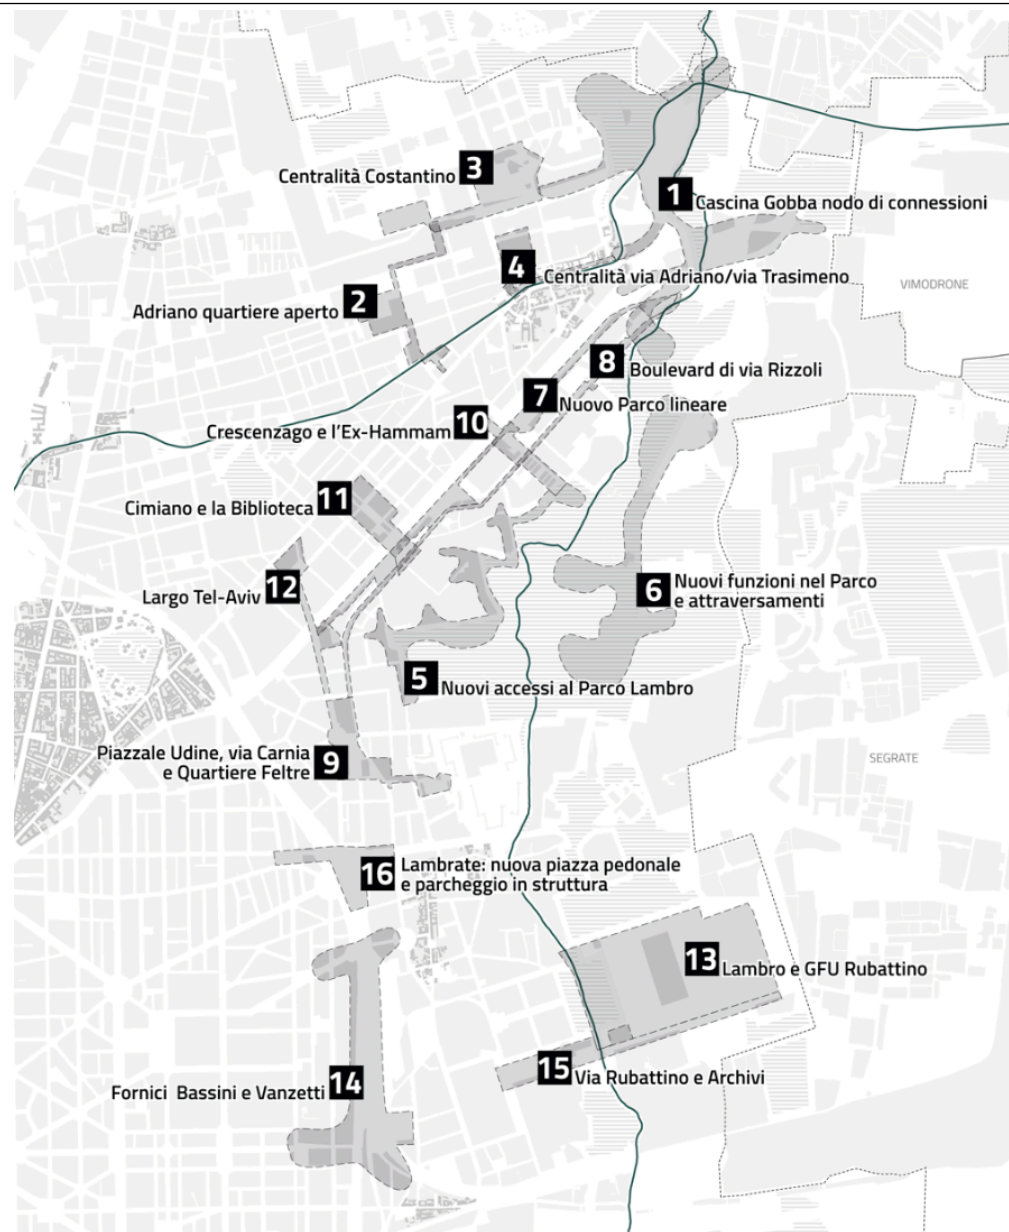 3
Centralità Costantino
1
Cascina Gobba nodo di connessioni
4
Centralità via Adriano/via Trasimeno
VIMODRONE
2
Adriano quartiere aperto
8
Boulevard di via Rizzoli
7
Nuovo Parco lineare
10
Crescenzago e l'Ex-Hammam
11
Cimiano e la Biblioteca
12
Largo Tel-Aviv
6
Nuovi funzioni nel Parco
e attraversamenti
5
Nuovi accessi al Parco Lambro
9
Piazzale Udine, via Carnia
e Quartiere Feltre
SEGRATE
16
Lambrate: nuova piazza pedonale
e parcheggio in struttura
13
Lambro e GFU Rubattino
15
Via Rubattino e Archivi
14
Fornici Bassini e Vanzetti